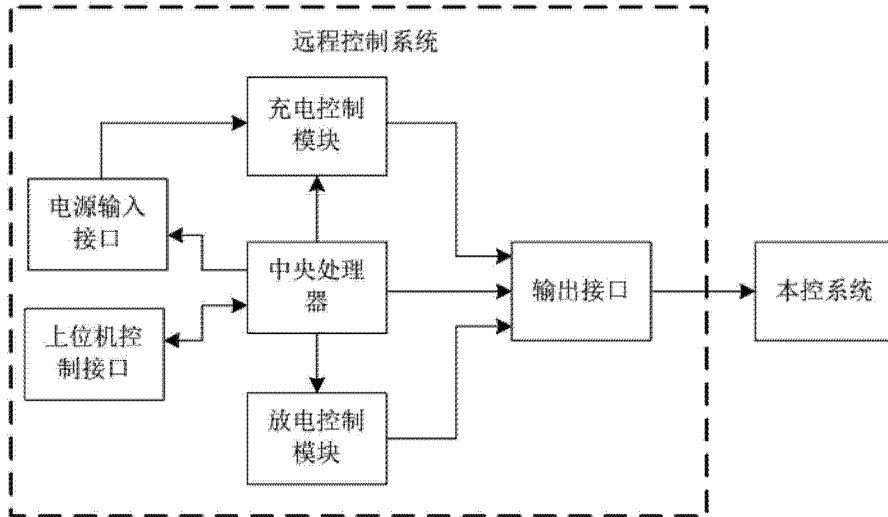 远程控制系统
充电控制
模块
电源输入
接口
中央处理
器
输出接口
本控系统
上位机控
制接口
放电控制
模块